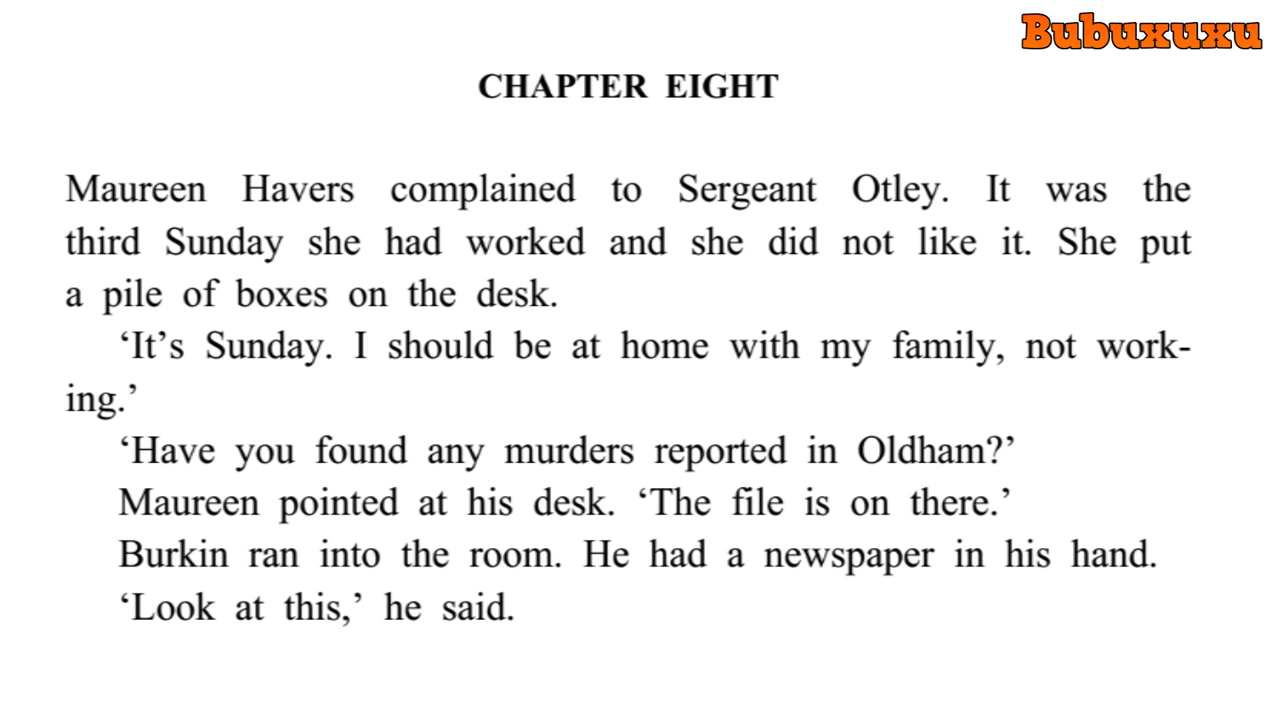 Bubuxuxu
CHAPTER EIGHT
Maureen Havers complained to Sergeant Otley. It was the
third Sunday she had worked and she did not like it. She put
a pile of boxes on the desk.
‘It’s Sunday. I should be at home with my family, not work-
ing.’
‘Have you found any murders reported in Oldham?’
Maureen pointed at his desk. ‘The file is on there.’
Burkin ran into the room. He had a newspaper in his hand.
‘Look at this,’ he said.